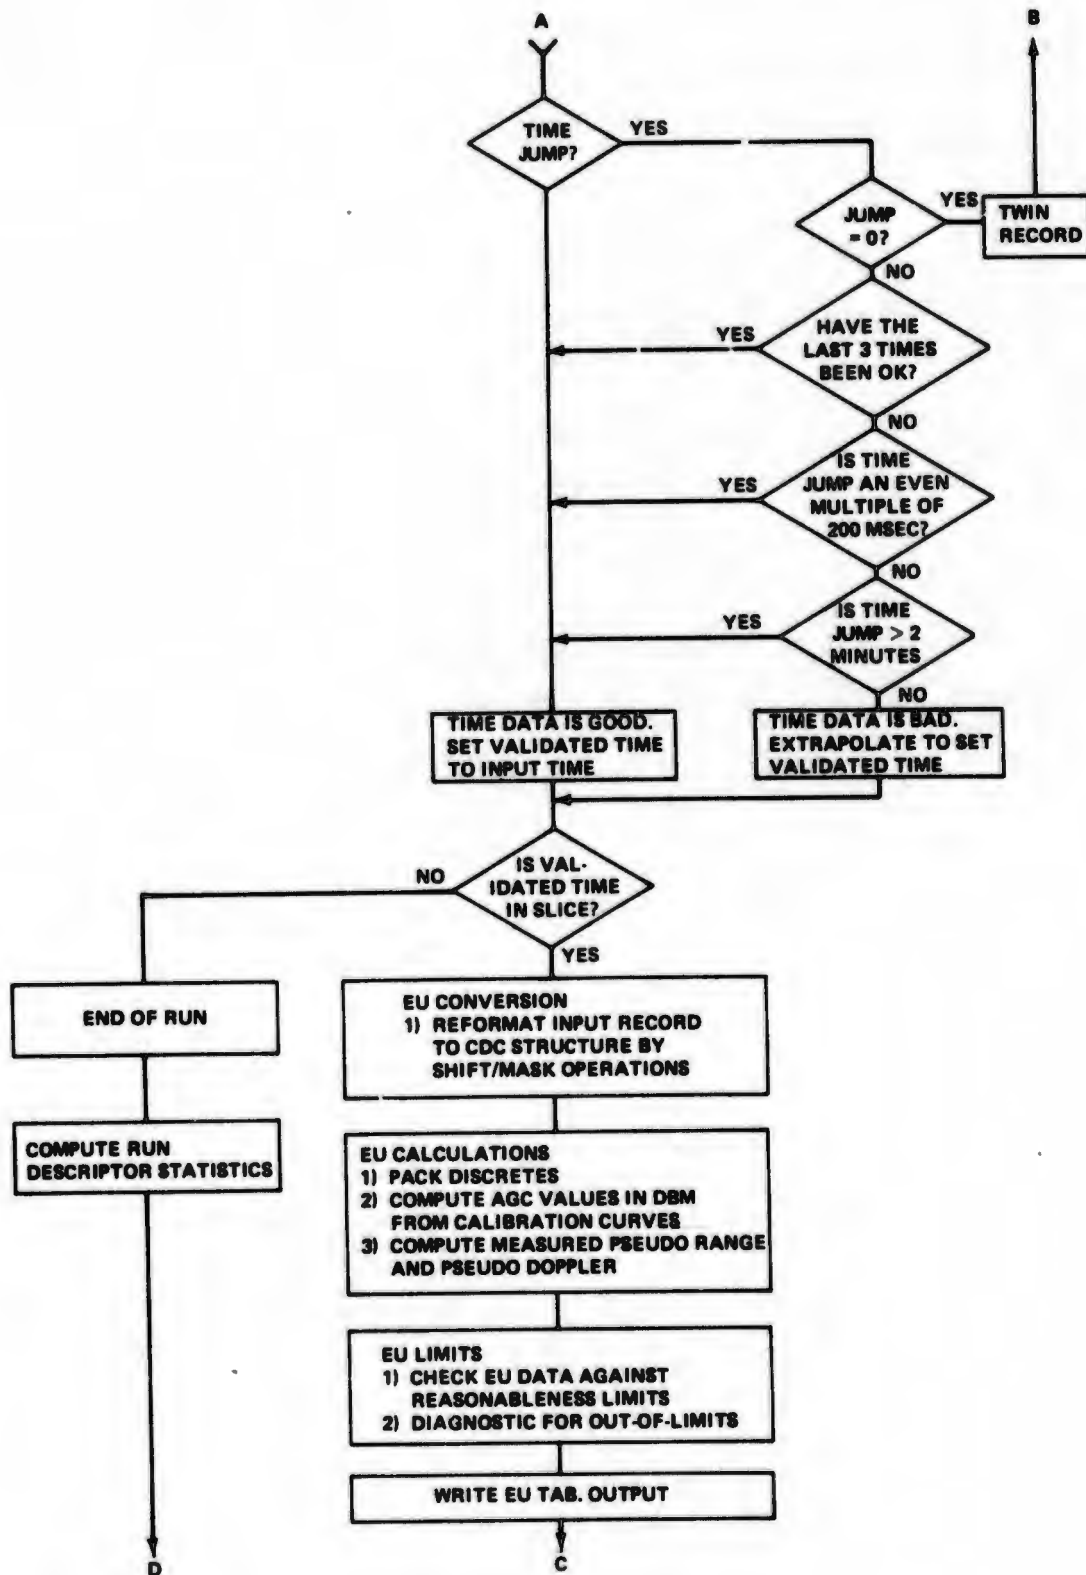 A
B
TIME
JUMP?
YES
JUMP
= 0?
YES
TWIN
RECORD
NO
HAVE THE
LAST 3 TIMES
BEEN OK?
YES
NO
IS TIME
JUMP AN EVEN
MULTIPLE OF
200 MSEC?
YES
NO
IS TIME
JUMP > 2
MINUTES
YES
NO
TIME DATA IS GOOD.
SET VALIDATED TIME
TO INPUT TIME
TIME DATA IS BAD.
EXTRAPOLATE TO SET
VALIDATED TIME
IS VAL-
IDATED TIME
IN SLICE?
NO
YES
END OF RUN
COMPUTE RUN
DESCRIPTOR STATISTICS
D
EU CONVERSION
1) REFORMAT INPUT RECORD
TO CDC STRUCTURE BY
SHIFT/MASK OPERATIONS
EU CALCULATIONS
1) PACK DISCRETES
2) COMPUTE AGC VALUES IN DBM
FROM CALIBRATION CURVES
3) COMPUTE MEASURED PSEUDO RANGE
AND PSEUDO DOPPLER
EU LIMITS
1) CHECK EU DATA AGAINST
REASONABLENESS LIMITS
2) DIAGNOSTIC FOR OUT-OF-LIMITS
WRITE EU TAB. OUTPUT
C